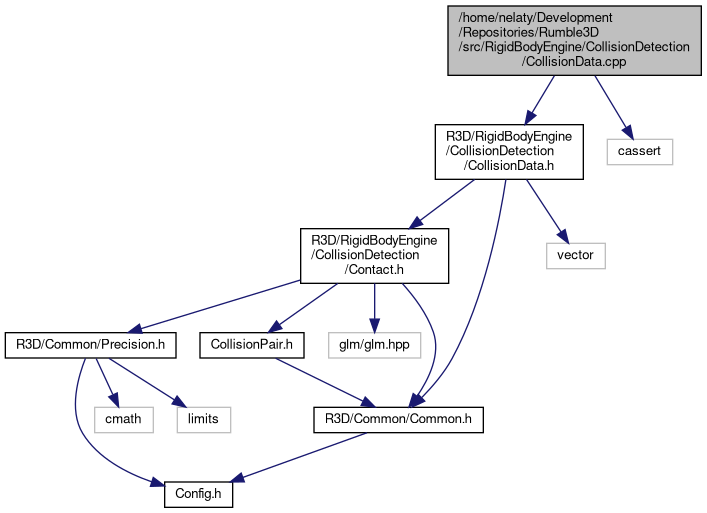 /home/nelaty/Development
/Repositories/Rumble3D
/src/RigidBodyEngine/CollisionDetection
/CollisionData.cpp
R3D/RigidBodyEngine
/CollisionDetection
/CollisionData.h
cassert
R3D/RigidBodyEngine
/CollisionDetection
/Contact.h
vector
R3D/Common/Precision.h
CollisionPair.h
glm/glm.hpp
cmath
limits
R3D/Common/Common.h
Config.h